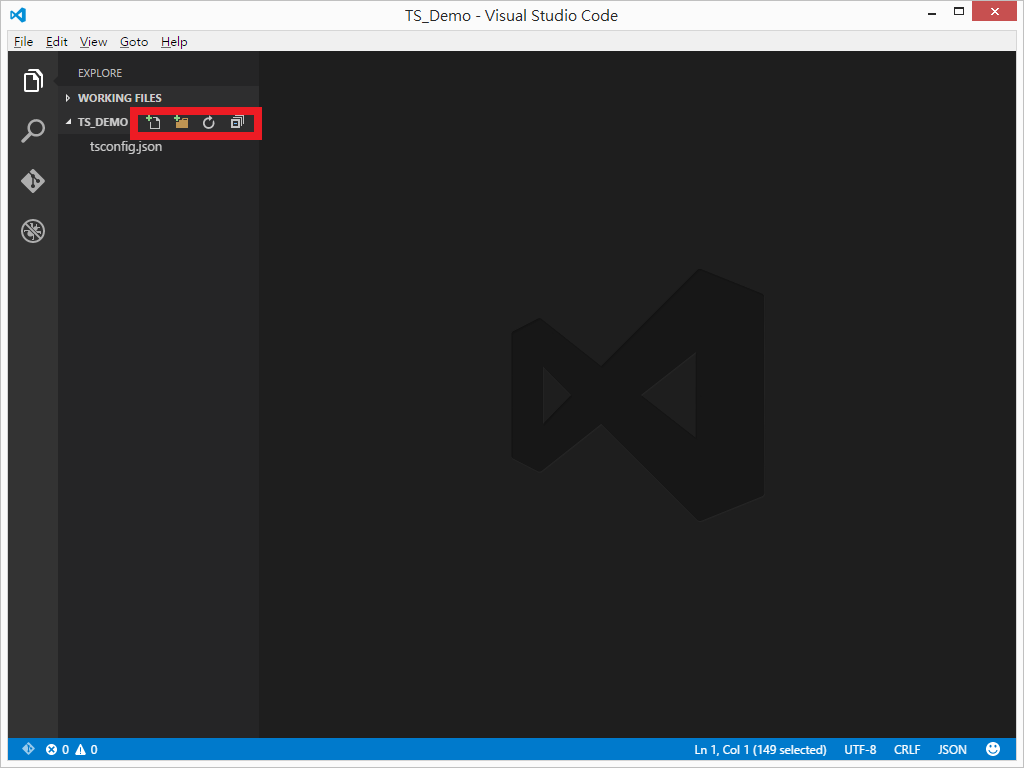 TS_Demo - Visual Studio Code
File Edit View Goto Help
EXPLORE
WORKING FILES
TS_DEMO
tsconfig.json
0 0 Ln 1, Col 1 (149 selected) UTF-8 CRLF JSON